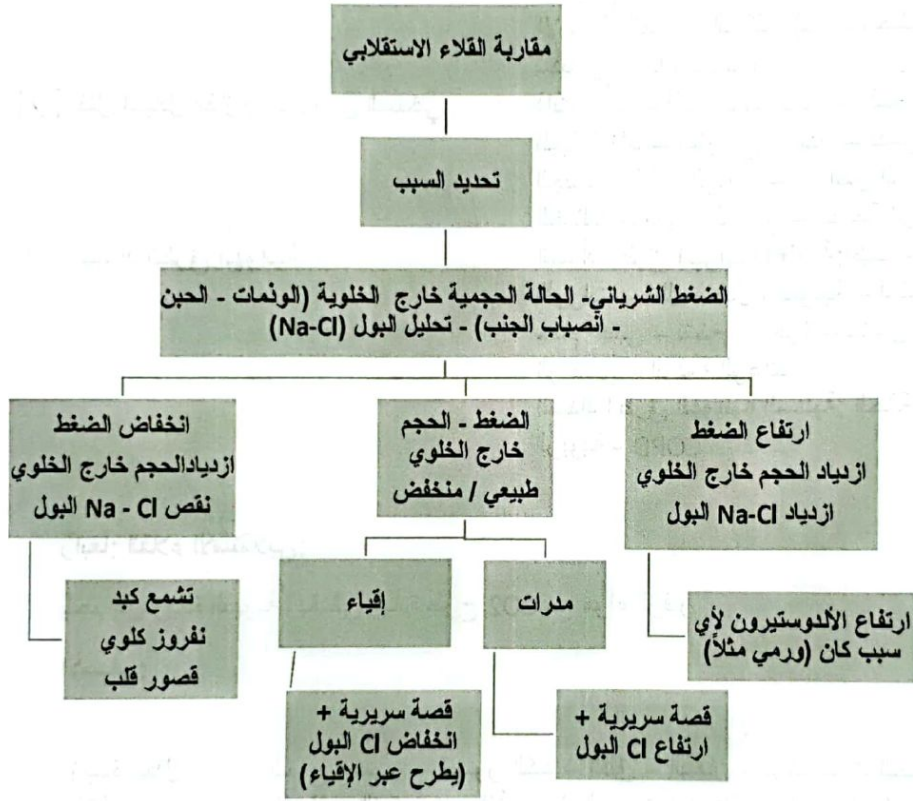 مقاربة القلاء الاستقلابي
تحديد السبب
الضغط الشرياني- الحالة الحجمية خارج الخلوية (الوذمات - الحبن
- انصباب الجنب) - تحليل البول (Na-Cl)
ارتفاع الضغط
ازدياد الحجم خارج الخلوي
ازدياد Na-Cl البول
ارتفاع الألدوستيرون لأي
سبب كان (ورمي مثلاً)
الضغط - الحجم
خارج الخلوي
طبيعي / منخفض
مدرات
قصة سريرية +
ارتفاع Cl البول
إقياء
قصة سريرية +
انخفاض Cl البول
(يطرح عبر الإقياء)
انخفاض الضغط
ازديادالحجم خارج الخلوي
نقص Na - Cl البول
تشمع كبد
نفروز كلوي
قصور قلب